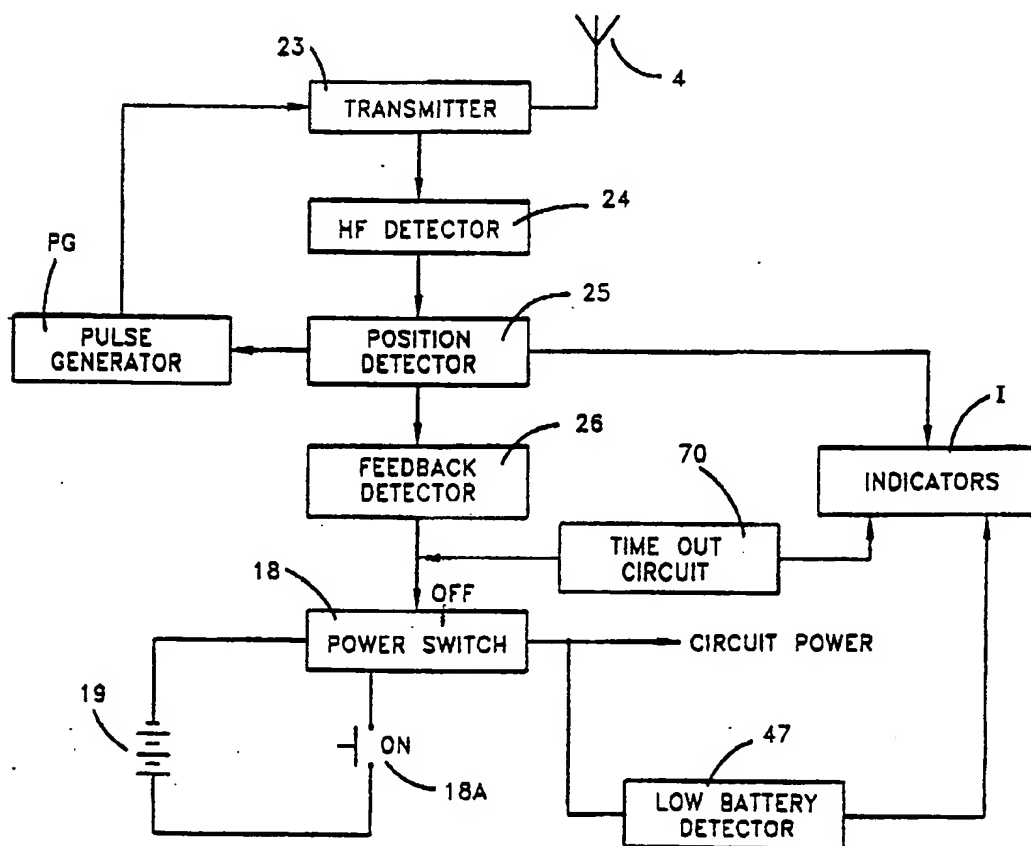 23
4
TRANSMITTER
24
HF DETECTOR
PG
25
PULSE
GENERATOR
POSITION
DETECTOR
I
26
70
FEEDBACK
DETECTOR
INDICATORS
TIME OUT
CIRCUIT
18
OFF
POWER SWITCH
CIRCUIT POWER
19
ON
18A
47
LOW BATTERY
DETECTOR